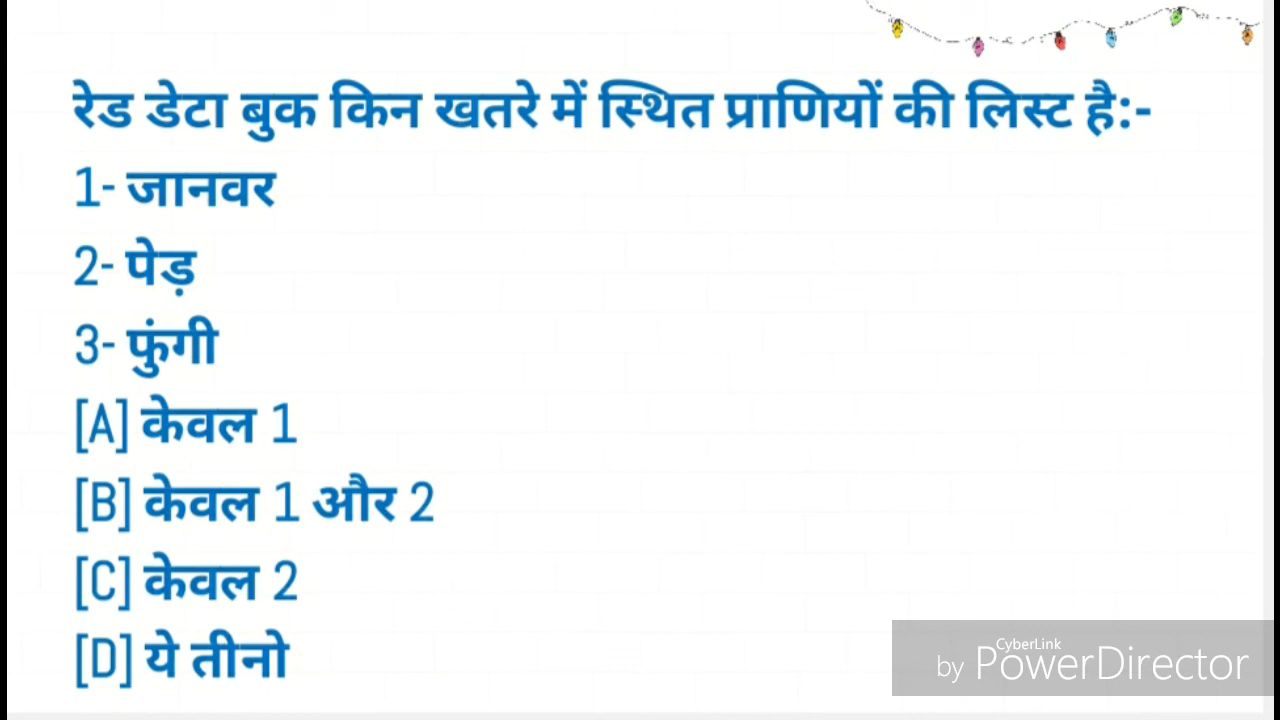 रेड डेटा बुक किन खतरे में स्थित प्राणियों की लिस्ट है:-
1- जानवर
2- पेड़
3- फुंगी
[A] केवल 1
[B] केवल 1 और 2
[C] केवल 2
[D] ये तीनो
CyberLink
by PowerDirector